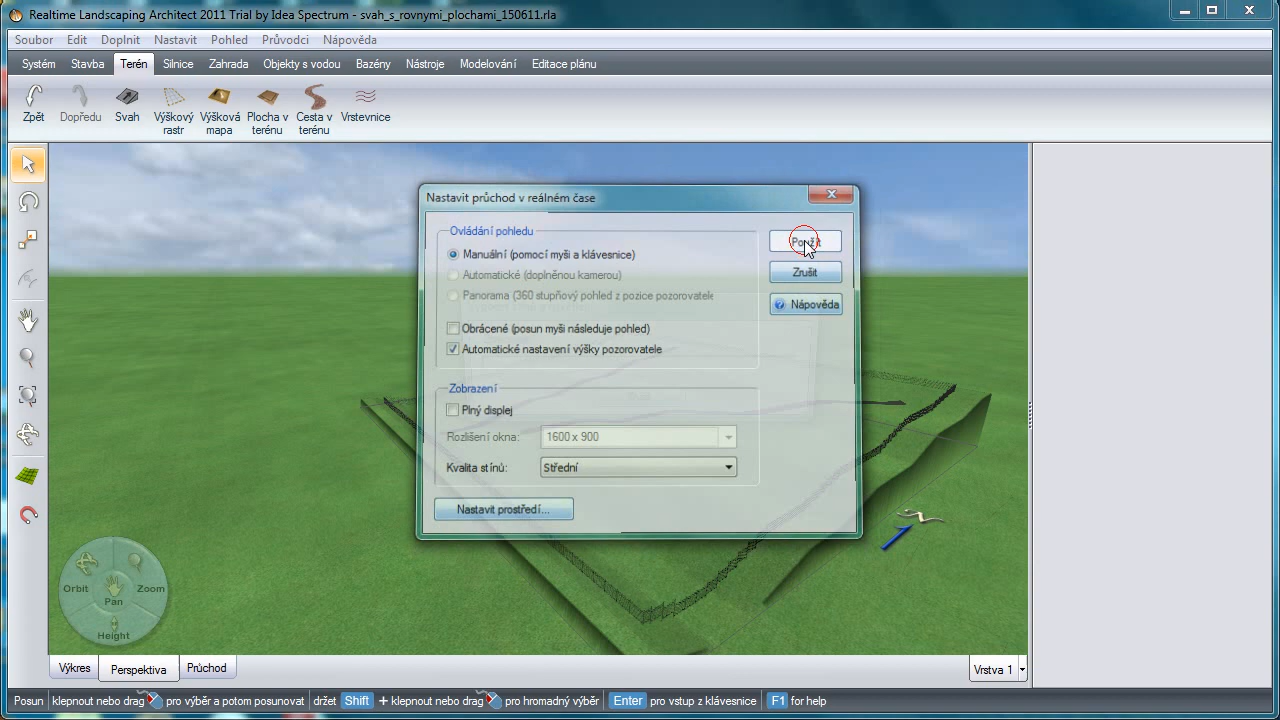 Realtime Landscaping Architect 2011 Trial by Idea Spectrum - svah_s_rovnymi_plochami_150611.rla
Soubor Edit Doplnit Nastavit Pohled Průvodci Nápověda
Systém Stavba Terén Silnice Zahrada Objekty s vodou Bazény Nástroje Modelování Editace plánu
Zpět Dopředu Svah Výškový rastr Výšková mapa Plocha v terénu Cesta v terénu Vrstevnice
Nastavit průchod v reálném čase
Ovládání pohledu
Použít
Manuální (pomocí myši a klávesnice)
Automatické (doplněnou kamerou)
Zrušit
Panorama (360 stupňový pohled z pozice pozorovatele
Nápověda
Obrácené (posun myši následuje pohled)
Automatické nastavení výšky pozorovatele
Zobrazení
Plný displej
Rozlišení okna: 1600 x 900
Kvalita stínů: Střední
Nastavit prostředí...
1
Orbit Zoom
Pan
Height
Výkres Perspektiva Průchod Vrstva 1
Posun klepnout nebo drag pro výběr a potom posunovat držet Shift + klepnout nebo drag pro hromadný výběr Enter pro vstup z klávesnice F1 for help